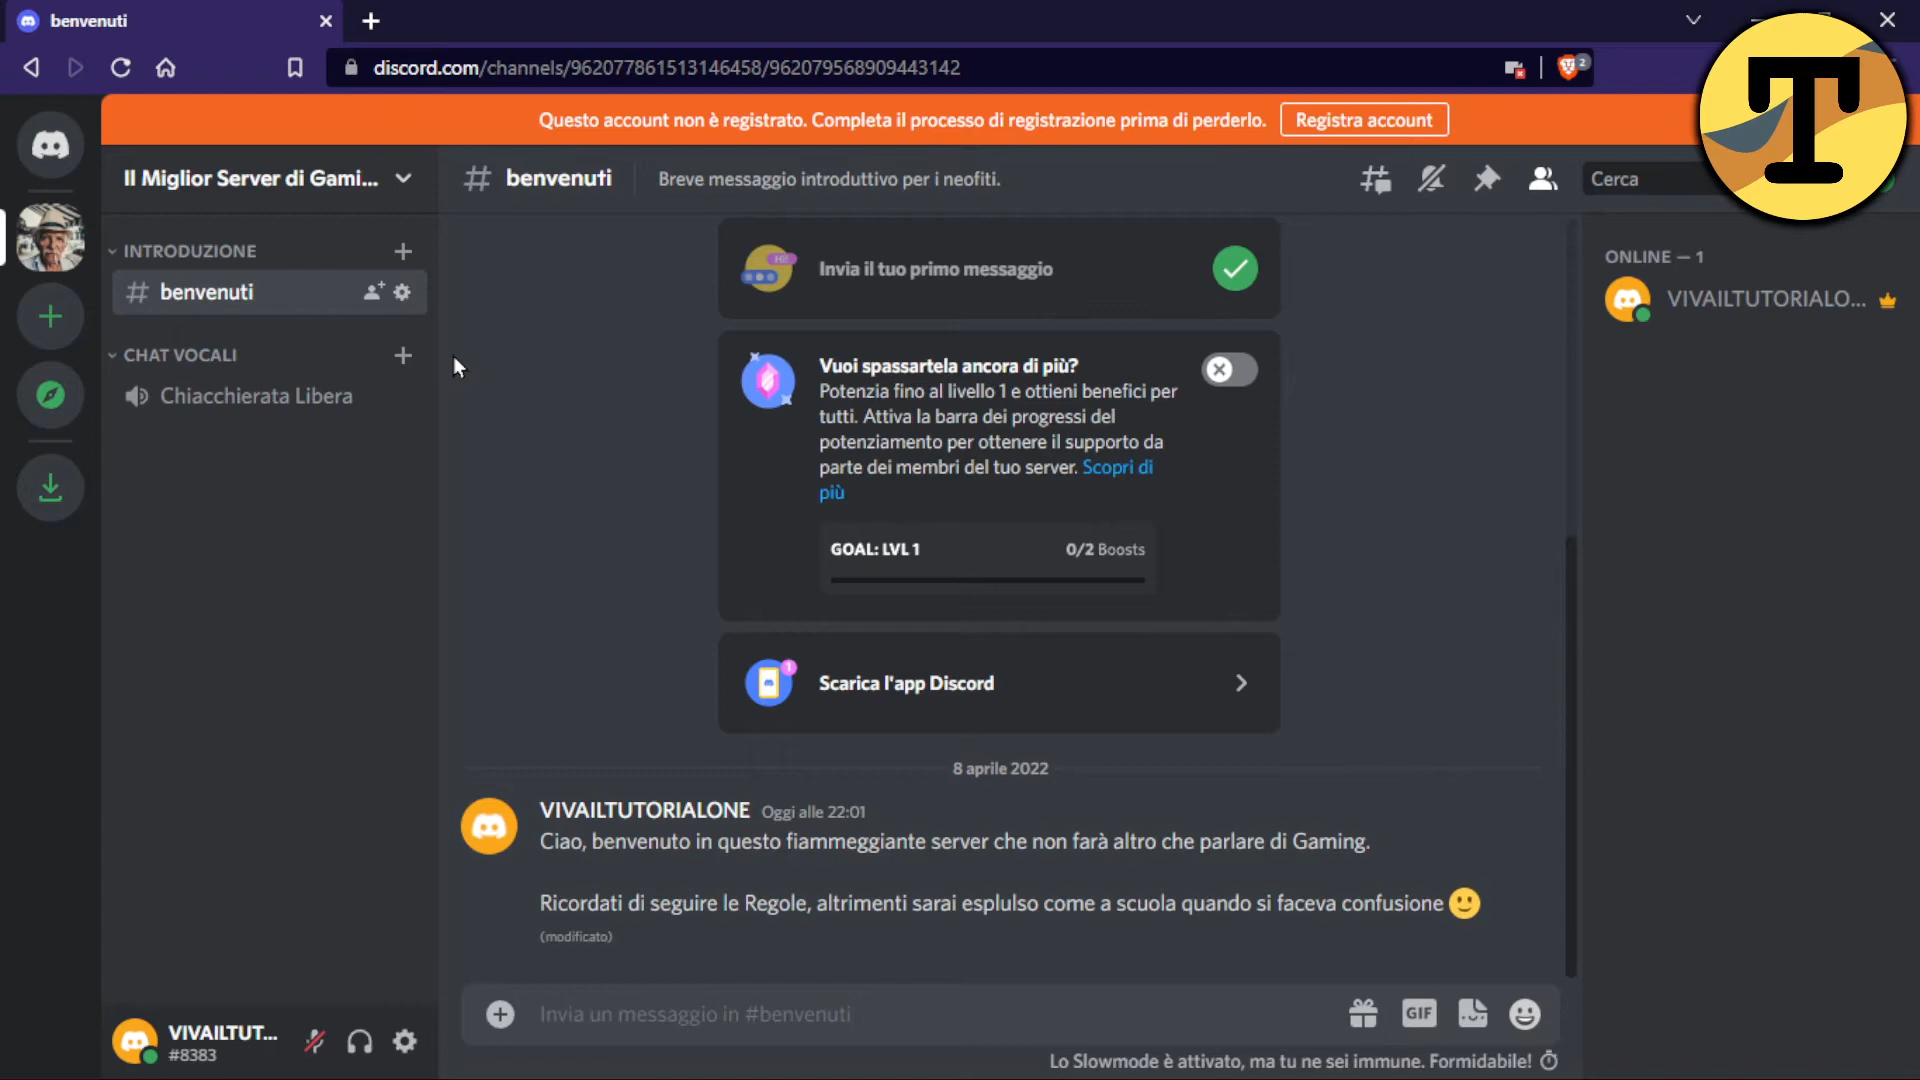 benvenuti
discord.com/channels/962077861513146458/962079568909443142
2
T
Questo account non è registrato. Completa il processo di registrazione prima di perderlo.
Registra account
Il Miglior Server di Gami...
benvenuti
Breve messaggio introduttivo per i neofiti.
Cerca
INTRODUZIONE
benvenuti
CHAT VOCALI
Chiacchierata Libera
Hi!
Invia il tuo primo messaggio
Vuoi spassartela ancora di più?
Potenzia fino al livello 1 e ottieni benefici per
tutti. Attiva la barra dei progressi del
potenziamento per ottenere il supporto da
parte dei membri del tuo server. Scopri di
più
GOAL: LVL 1
0/2 Boosts
1
Scarica l'app Discord
8 aprile 2022
VIVAILTUTORIALONE Oggi alle 22:01
Ciao, benvenuto in questo fiammeggiante server che non farà altro che parlare di Gaming.
Ricordati di seguire le Regole, altrimenti sarai esplulso come a scuola quando si faceva confusione
(modificato)
Invia un messaggio in #benvenuti
GIF
Lo Slowmode è attivato, ma tu ne sei immune. Formidabile!
ONLINE — 1
VIVAILTUTORIALO...
VIVAILTUT...
#8383